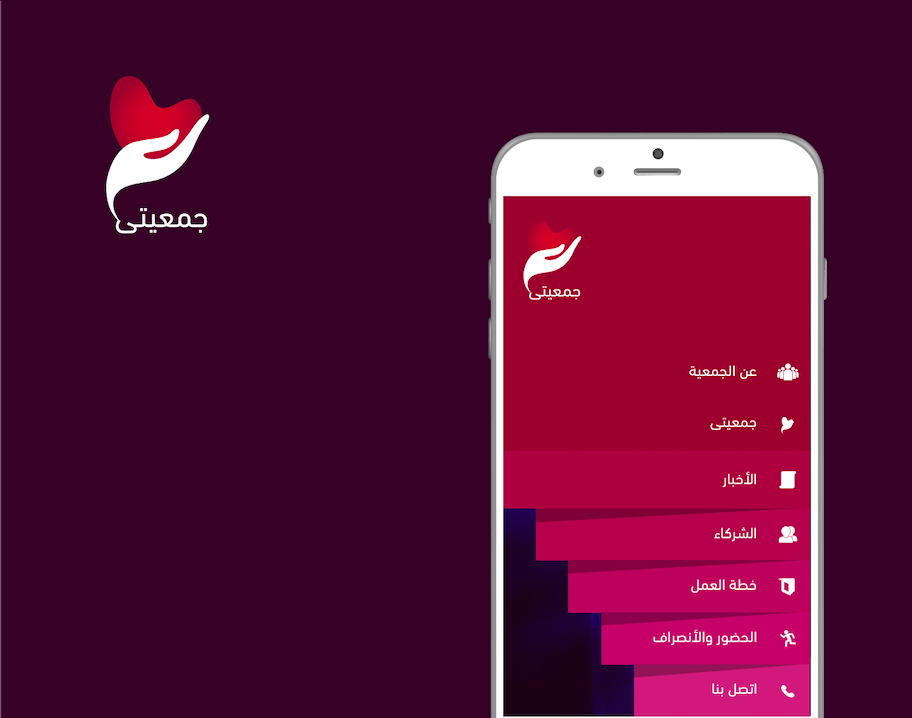 جمعيتى
جمعيتى
عن الجمعية
جمعيتى
الأخبار
الشركاء
خطة العمل
الحضور والأنصراف
اتصل بنا